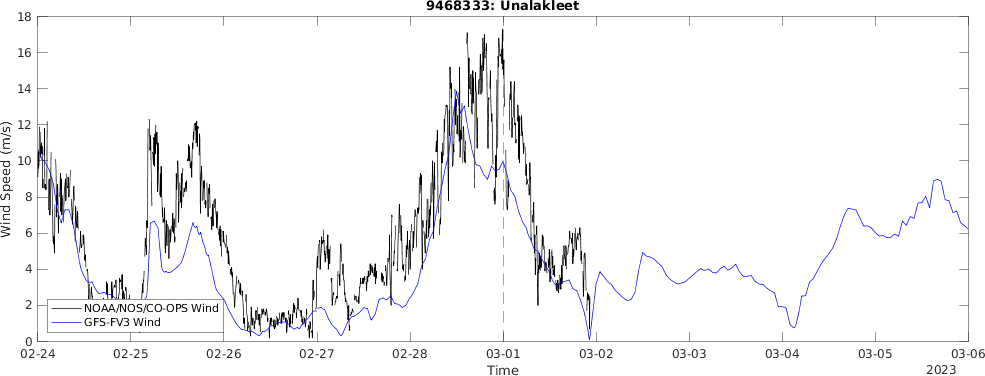 9468333: Unalakleet
18
16
14
12
10
8
6
4
2
0
Wind Speed (m/s)
NOAA/NOS/CO-OPS Wind
GFS-FV3 Wind
02-24 02-25 02-26 02-27 02-28 03-01 03-02 03-03 03-04 03-05 03-06
Time
2023